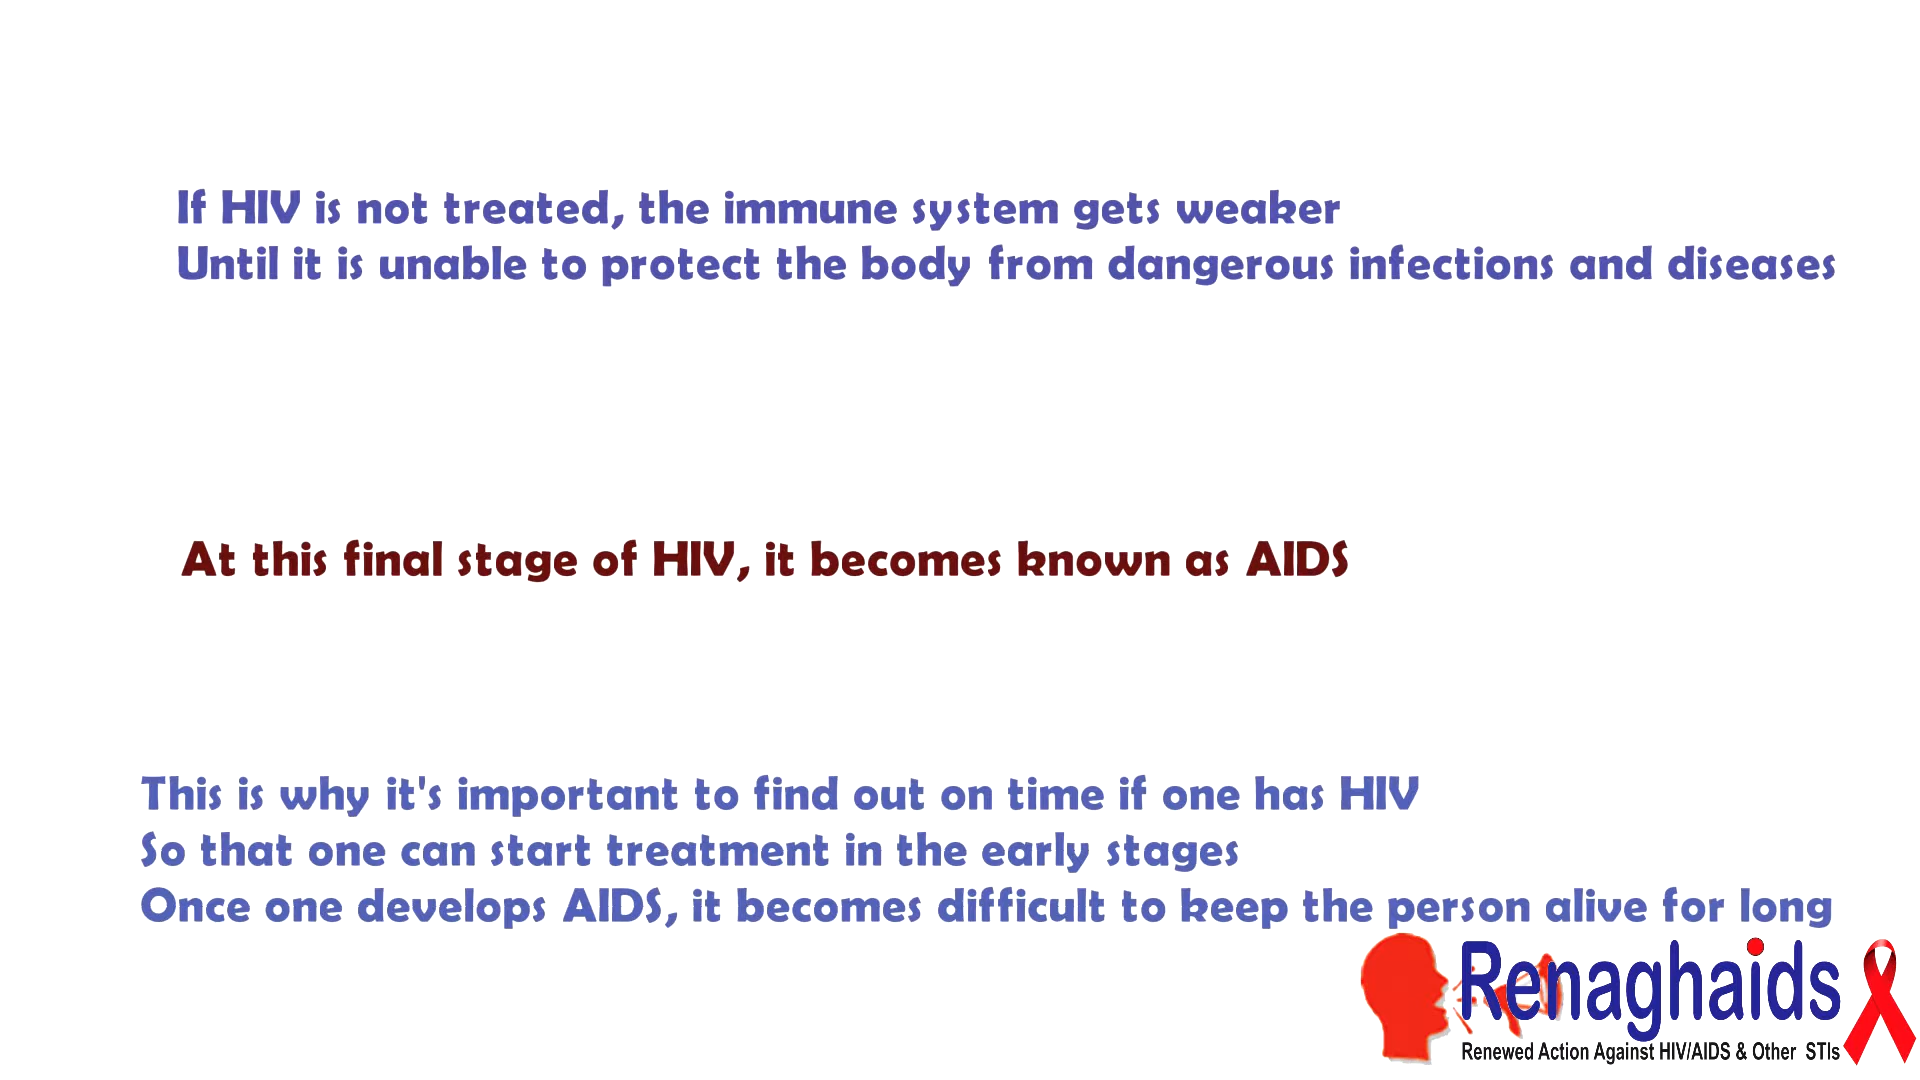 If HIV is not treated, the immune system gets weaker
Until it is unable to protect the body from dangerous infections and diseases
At this final stage of HIV, it becomes known as AIDS
This is why it's important to find out on time if one has HIV
So that one can start treatment in the early stages
Once one develops AIDS, it becomes difficult to keep the person alive for long
Renaghaids
Renewed Action Against HIV/AIDS & Other STIs